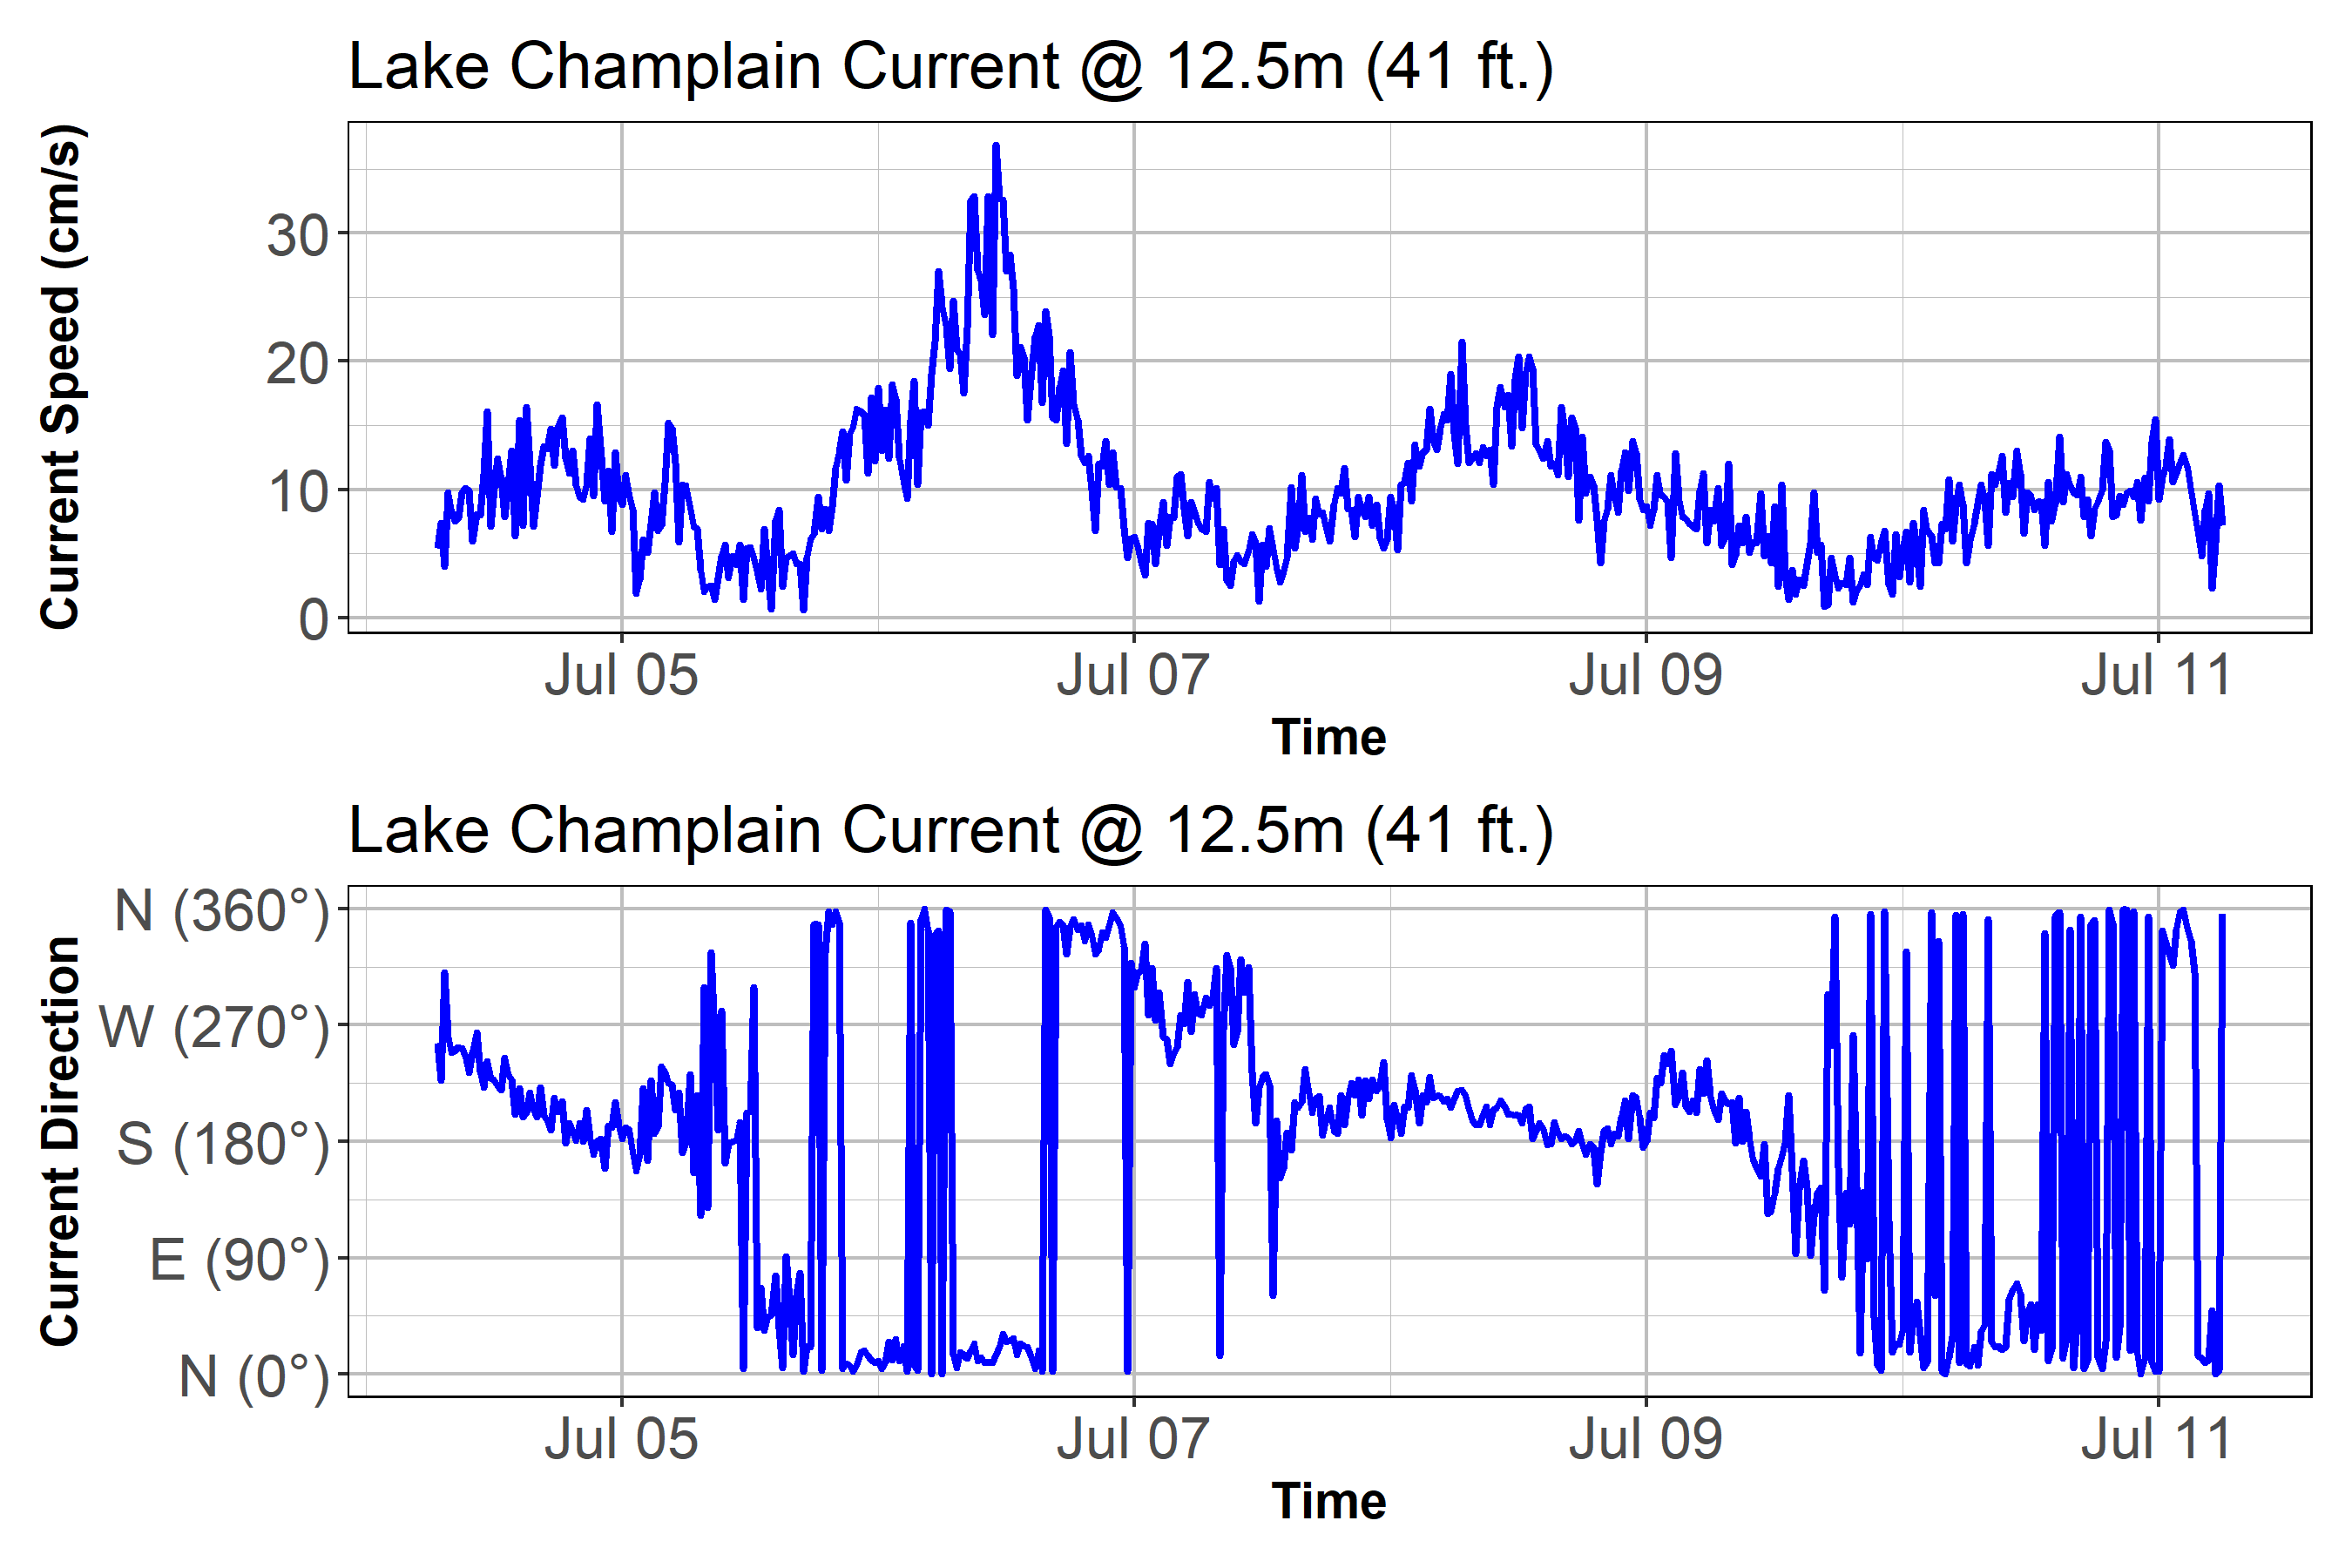 Lake Champlain Current @ 12.5m (41 ft.)
Current Speed (cm/s)
30
20
10
0
Jul 05 Jul 07 Jul 09 Jul 11
Time
Lake Champlain Current @ 12.5m (41 ft.)
Current Direction
N (360°)
W (270°)
S (180°)
E (90°)
N (0°)
Jul 05 Jul 07 Jul 09 Jul 11
Time